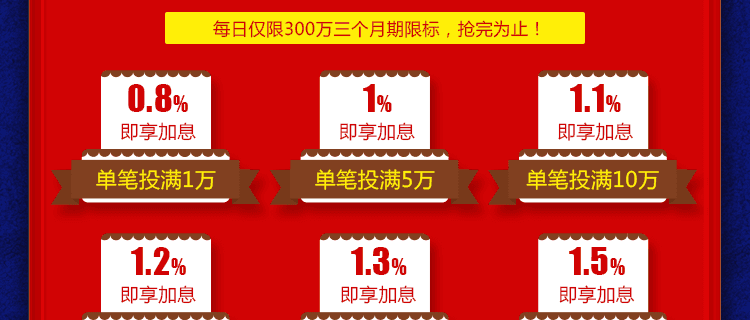 每日仅限300万三个月期限标，抢完为止！
0.8% 1% 1.1%
即享加息 即享加息 即享加息
单笔投满1万 单笔投满5万 单笔投满10万
1.2% 1.3% 1.5%
即享加息 即享加息 即享加息